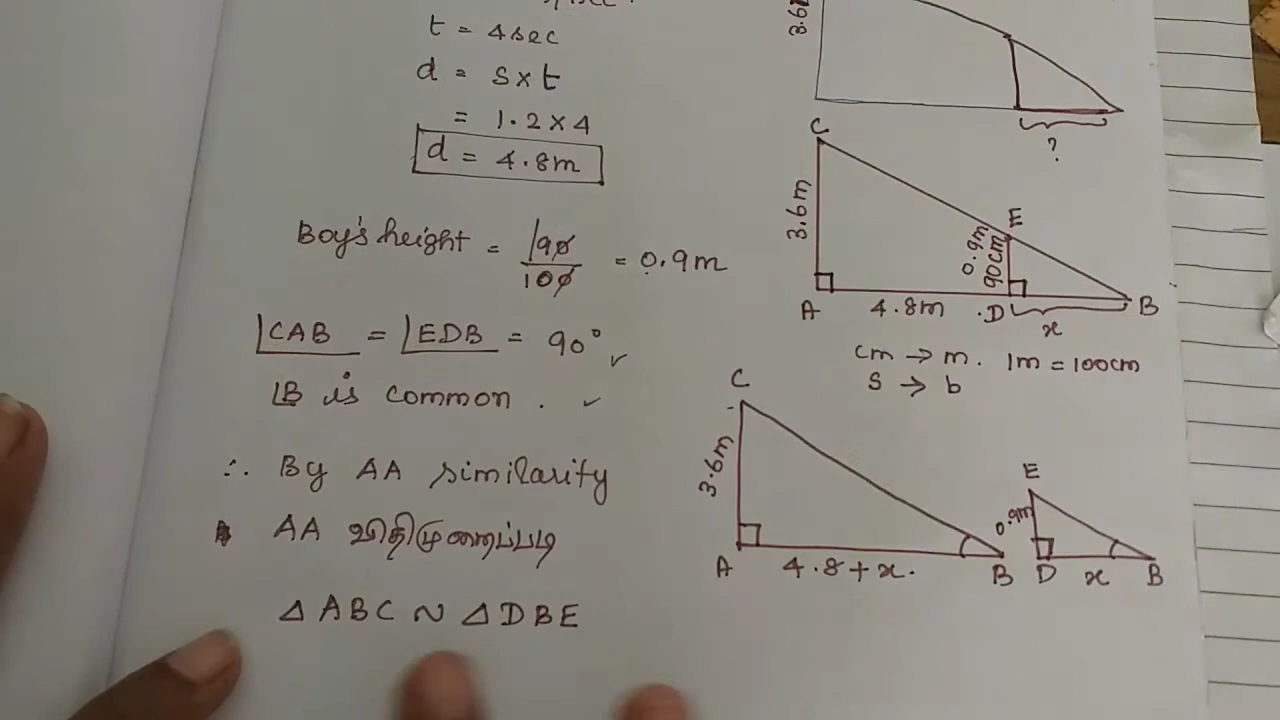 t = 4sec
d = s×t
= 1.2×4
d = 4.8m
Boy's height = 90/100 = 0.9m
∠CAB = ∠EDB = 90°
∠B is common.
∴ By AA similarity
AA விதிமுறைப்படி
△ABC ~ △DBE
3.6
?
C
3.6m
E
0.9m
90cm
A
4.8m
D
x
B
cm → m. 1m = 100cm
s → b
C
3.6m
A
4.8+x.
B
E
0.9m
D
x
B